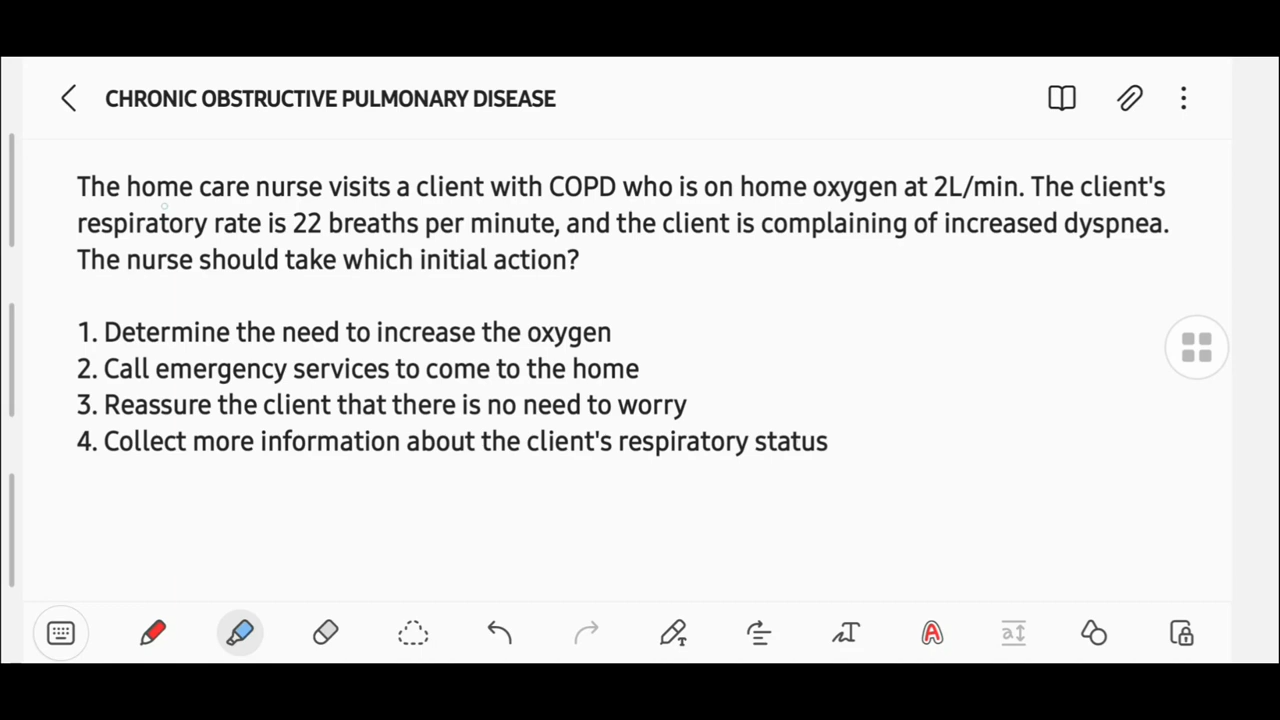 CHRONIC OBSTRUCTIVE PULMONARY DISEASE
The home care nurse visits a client with COPD who is on home oxygen at 2L/min. The client's
respiratory rate is 22 breaths per minute, and the client is complaining of increased dyspnea.
The nurse should take which initial action?
1. Determine the need to increase the oxygen
2. Call emergency services to come to the home
3. Reassure the client that there is no need to worry
4. Collect more information about the client's respiratory status